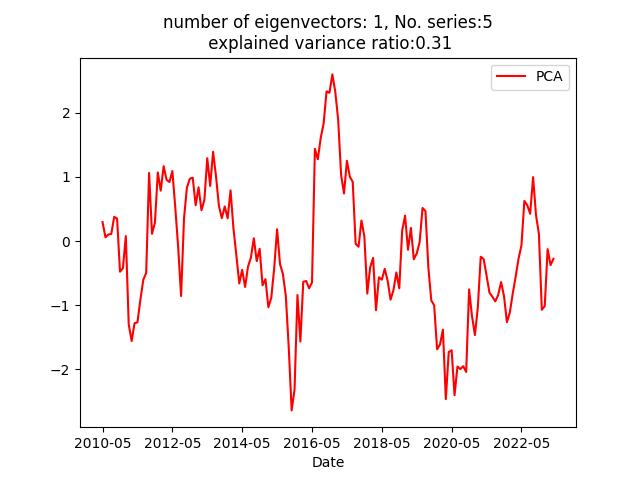 number of eigenvectors: 1, No. series:5
explained variance ratio:0.31
PCA
2
1
0
−1
−2
2010-05 2012-05 2014-05 2016-05 2018-05 2020-05 2022-05
Date